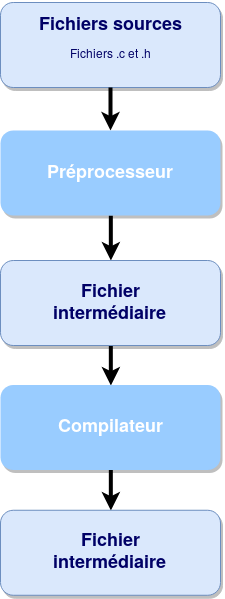 Fichiers sources
Fichiers .c et .h
Préprocesseur
Fichier
intermédiaire
Compilateur
Fichier
intermédiaire